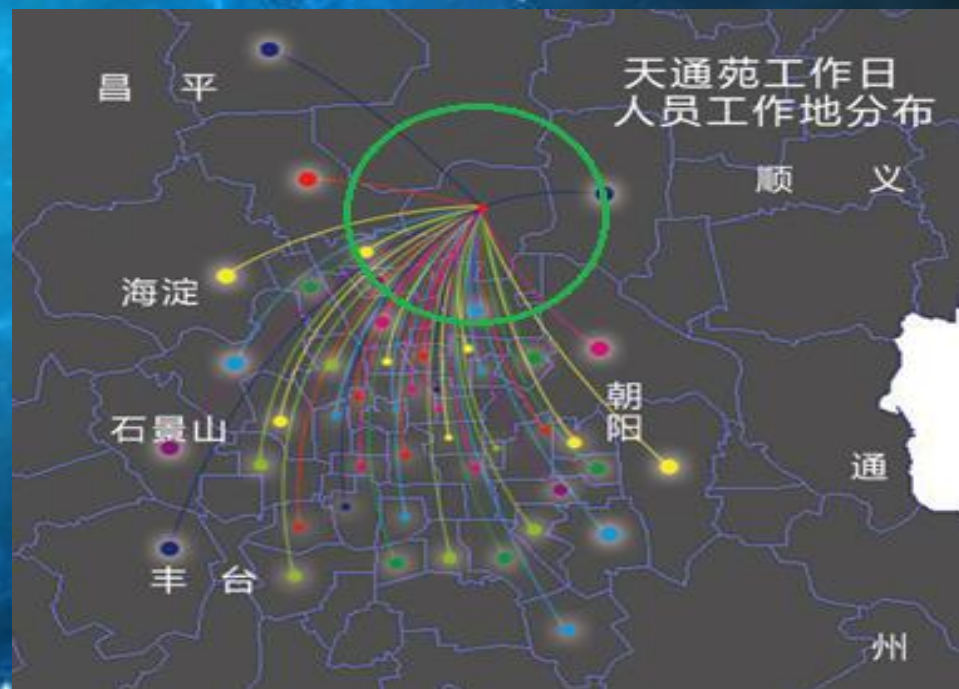 昌 平
天通苑工作日
人员工作地分布
顺 义
海淀
朝
阳
石景山
通
丰 台
州